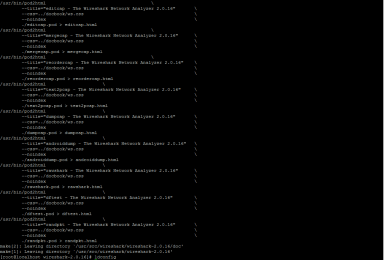 /usr/bin/pod2html \
--title="editcap - The Wireshark Network Analyzer 2.0.16" \
--css=../docbook/ws.css \
--noindex \
./editcap.pod > editcap.html
/usr/bin/pod2html \
--title="mergecap - The Wireshark Network Analyzer 2.0.16" \
--css=../docbook/ws.css \
--noindex \
./mergecap.pod > mergecap.html
/usr/bin/pod2html \
--title="reordercap - The Wireshark Network Analyzer 2.0.16" \
--css=../docbook/ws.css \
--noindex \
./reordercap.pod > reordercap.html
/usr/bin/pod2html \
--title="text2pcap - The Wireshark Network Analyzer 2.0.16" \
--css=../docbook/ws.css \
--noindex \
./text2pcap.pod > text2pcap.html
/usr/bin/pod2html \
--title="dumpcap - The Wireshark Network Analyzer 2.0.16" \
--css=../docbook/ws.css \
--noindex \
./dumpcap.pod > dumpcap.html
/usr/bin/pod2html \
--title="androiddump - The Wireshark Network Analyzer 2.0.16" \
--css=../docbook/ws.css \
--noindex \
./androiddump.pod > androiddump.html
/usr/bin/pod2html \
--title="rawshark - The Wireshark Network Analyzer 2.0.16" \
--css=../docbook/ws.css \
--noindex \
./rawshark.pod > rawshark.html
/usr/bin/pod2html \
--title="dftest - The Wireshark Network Analyzer 2.0.16" \
--css=../docbook/ws.css \
--noindex \
./dftest.pod > dftest.html
/usr/bin/pod2html \
--title="randpkt - The Wireshark Network Analyzer 2.0.16" \
--css=../docbook/ws.css \
--noindex \
./randpkt.pod > randpkt.html
make[2]: Leaving directory '/usr/src/wireshark/wireshark-2.0.16/doc'
make[1]: Leaving directory '/usr/src/wireshark/wireshark-2.0.16'
[root@localhost wireshark-2.0.16]# ldconfig